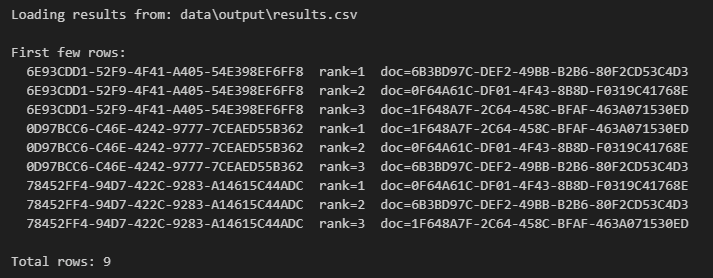 Loading results from: data\output\results.csv
First few rows:
6E93CDD1-52F9-4F41-A405-54E398EF6FF8 rank=1 doc=6B3BD97C-DEF2-49BB-B2B6-80F2CD53C4D3
6E93CDD1-52F9-4F41-A405-54E398EF6FF8 rank=2 doc=0F64A61C-DF01-4F43-8B8D-F0319C41768E
6E93CDD1-52F9-4F41-A405-54E398EF6FF8 rank=3 doc=1F648A7F-2C64-458C-BFAF-463A071530ED
0D97BCC6-C46E-4242-9777-7CEAED55B362 rank=1 doc=1F648A7F-2C64-458C-BFAF-463A071530ED
0D97BCC6-C46E-4242-9777-7CEAED55B362 rank=2 doc=0F64A61C-DF01-4F43-8B8D-F0319C41768E
0D97BCC6-C46E-4242-9777-7CEAED55B362 rank=3 doc=6B3BD97C-DEF2-49BB-B2B6-80F2CD53C4D3
78452FF4-94D7-422C-9283-A14615C44ADC rank=1 doc=0F64A61C-DF01-4F43-8B8D-F0319C41768E
78452FF4-94D7-422C-9283-A14615C44ADC rank=2 doc=6B3BD97C-DEF2-49BB-B2B6-80F2CD53C4D3
78452FF4-94D7-422C-9283-A14615C44ADC rank=3 doc=1F648A7F-2C64-458C-BFAF-463A071530ED
Total rows: 9